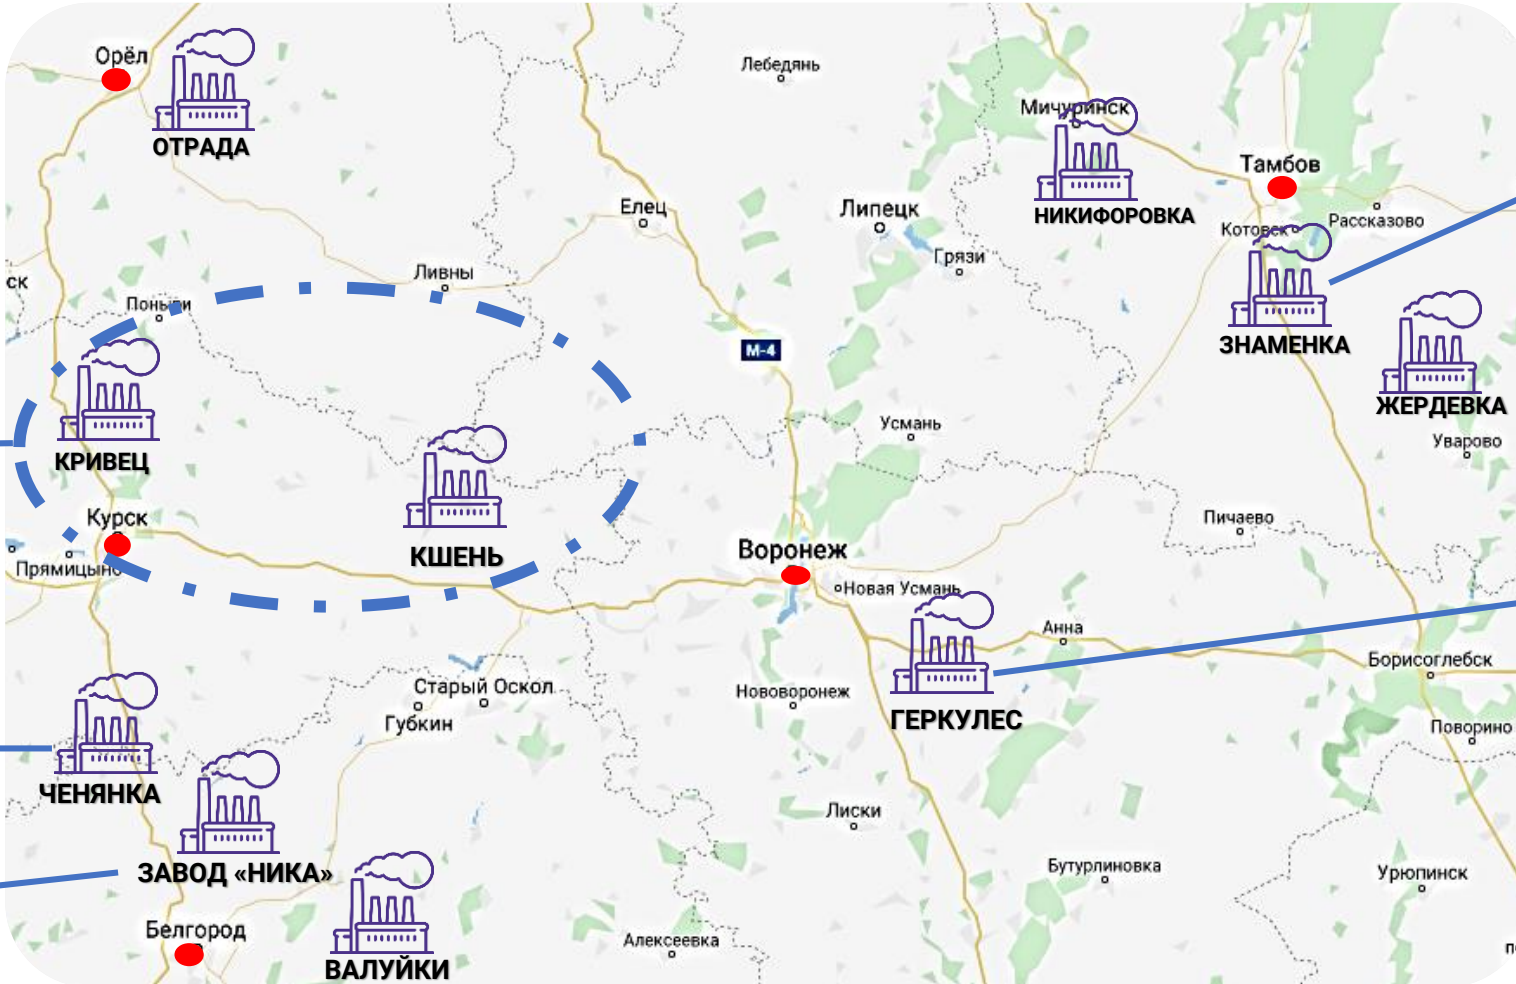 Орёл
ОТРАДА
Лебедянь
Мичуринск
НИКИФОРОВКА
Тамбов
Рассказово
Котовск
Елец
Липецк
Грязи
Ливны
ск
Поныри
М-4
ЗНАМЕНКА
ЖЕРДЕВКА
Уварово
КРИВЕЦ
Усмань
Курск
Прямицыно
КШЕНЬ
Воронеж
Новая Усмань
Пичаево
Анна
Борисоглебск
Старый Оскол
Губкин
Нововоронеж
ГЕРКУЛЕС
Поворино
ЧЕНЯНКА
Лиски
ЗАВОД «НИКА»
Бутурлиновка
Урюпинск
Белгород
ВАЛУЙКИ
Алексеевка